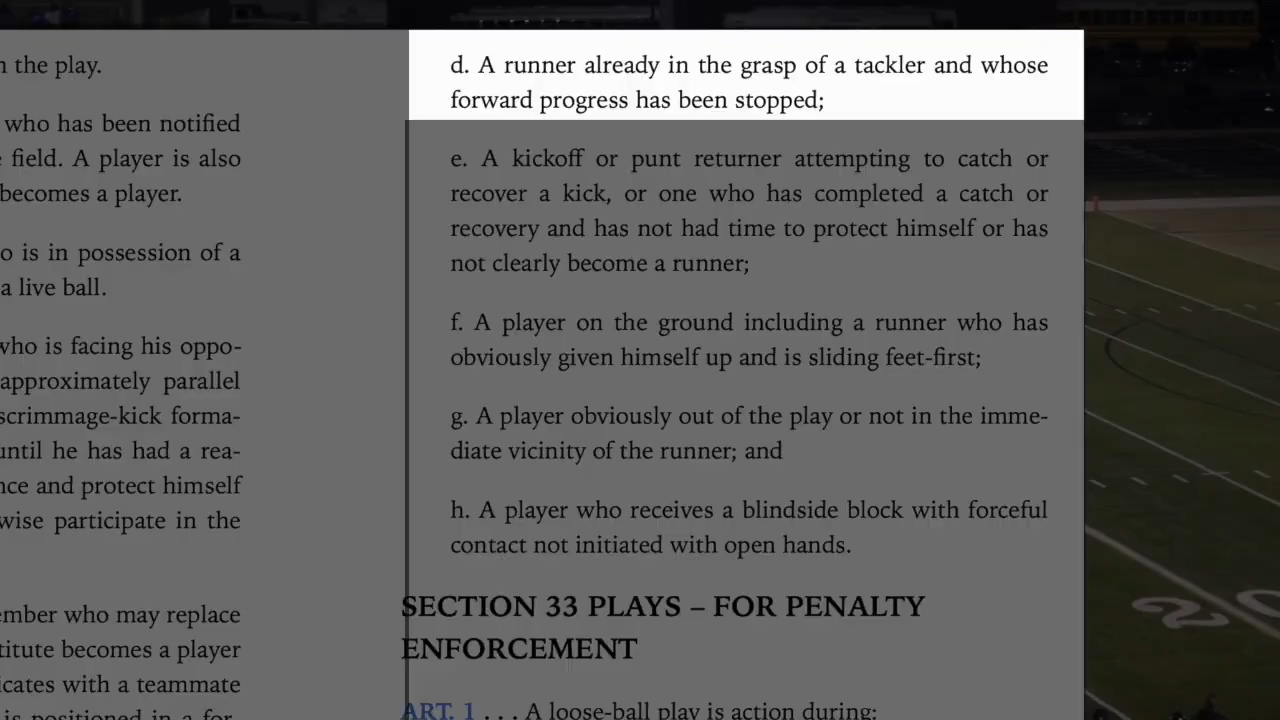 n the play.
who has been notified
e field. A player is also
becomes a player.
o is in possession of a
a live ball.
who is facing his oppo-
approximately parallel
scrimmage-kick forma-
until he has had a rea-
nce and protect himself
wise participate in the
ember who may replace
titute becomes a player
icates with a teammate
is positioned in a for-
d. A runner already in the grasp of a tackler and whose
forward progress has been stopped;
e. A kickoff or punt returner attempting to catch or
recover a kick, or one who has completed a catch or
recovery and has not had time to protect himself or has
not clearly become a runner;
f. A player on the ground including a runner who has
obviously given himself up and is sliding feet-first;
g. A player obviously out of the play or not in the imme-
diate vicinity of the runner; and
h. A player who receives a blindside block with forceful
contact not initiated with open hands.
SECTION 33 PLAYS – FOR PENALTY
ENFORCEMENT
ART. 1 . . . A loose-ball play is action during:
20